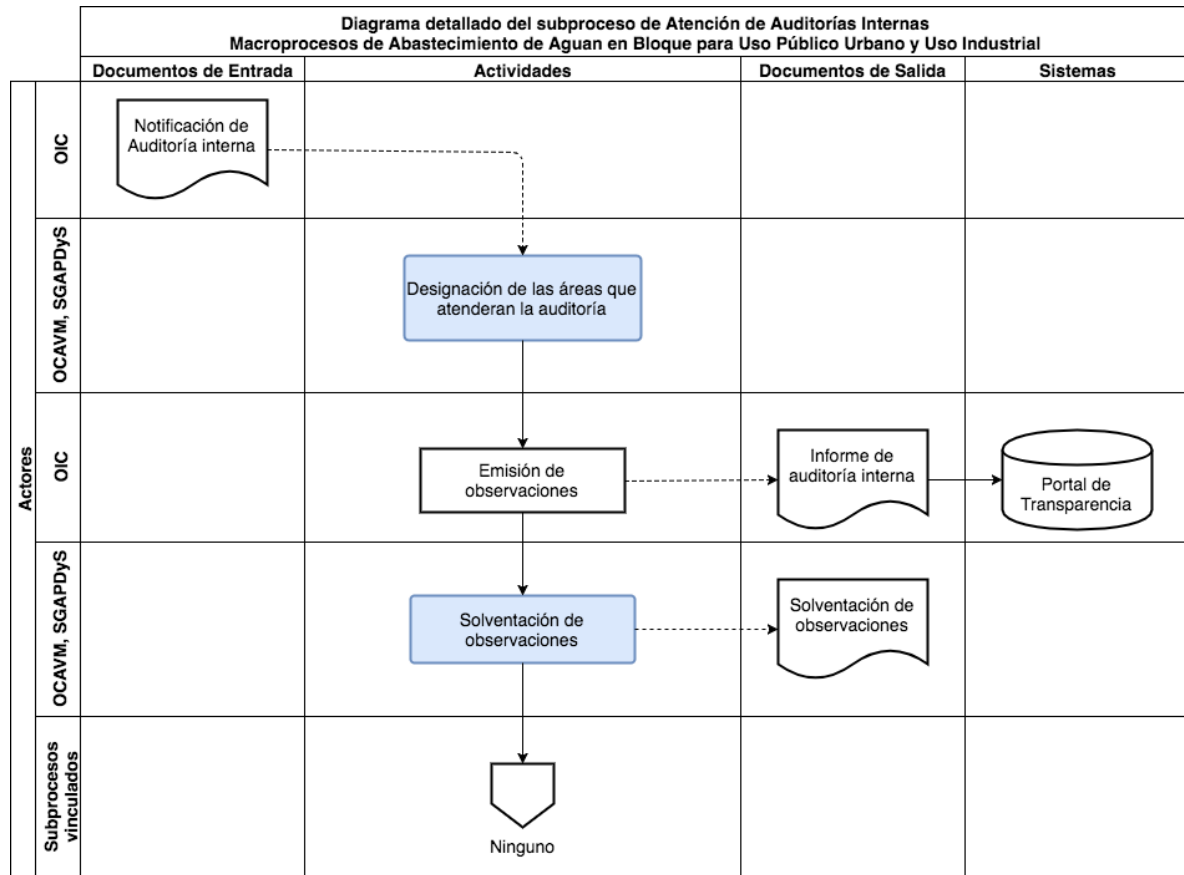 Diagrama detallado del subproceso de Atención de Auditorías Internas
Macroprocesos de Abastecimiento de Aguan en Bloque para Uso Público Urbano y Uso Industrial
Documentos de Entrada
Actividades
Documentos de Salida
Sistemas
Actores
OIC
Notificación de
Auditoría interna
OCAVM, SGAPDyS
Designación de las áreas que
atenderan la auditoría
OIC
Emisión de
observaciones
Informe de
auditoría interna
Portal de
Transparencia
OCAVM, SGAPDyS
Solventación de
observaciones
Solventación de
observaciones
Subprocesos
vinculados
Ninguno